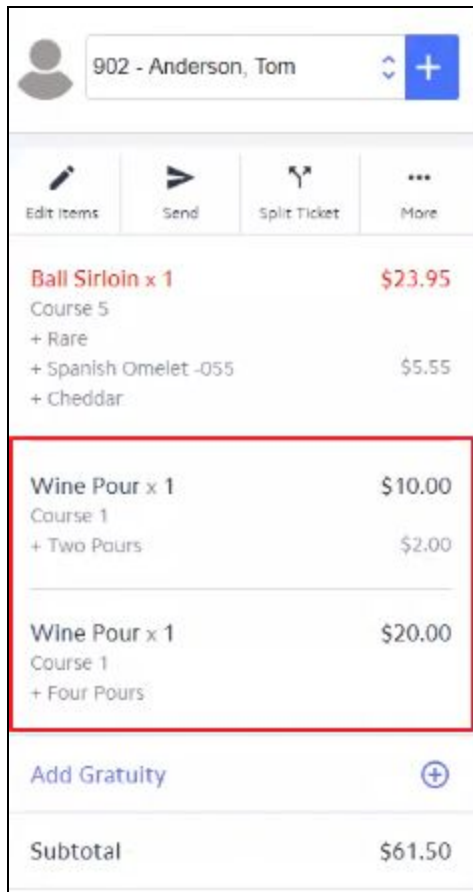 902 - Anderson, Tom
+
Edit Items Send Split Ticket More
Ball Sirloin x 1 $23.95
Course 5
+ Rare
+ Spanish Omelet -055 $5.55
+ Cheddar
Wine Pour x 1 $10.00
Course 1
+ Two Pours $2.00
Wine Pour x 1 $20.00
Course 1
+ Four Pours
Add Gratuity
Subtotal $61.50